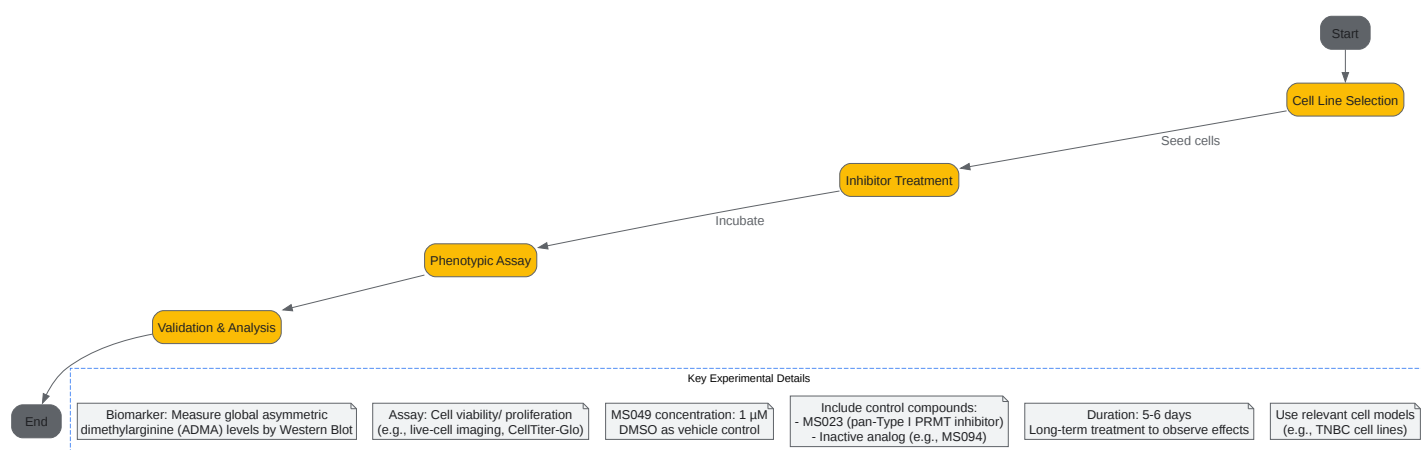 Start
Cell Line Selection
Seed cells
Inhibitor Treatment
Incubate
Phenotypic Assay
Validation & Analysis
End
Key Experimental Details
Biomarker: Measure global asymmetric
dimethylarginine (ADMA) levels by Western Blot
Assay: Cell viability/ proliferation
(e.g., live-cell imaging, CellTiter-Glo)
MS049 concentration: 1 µM
DMSO as vehicle control
Include control compounds:
- MS023 (pan-Type I PRMT inhibitor)
- Inactive analog (e.g., MS094)
Duration: 5-6 days
Long-term treatment to observe effects
Use relevant cell models
(e.g., TNBC cell lines)